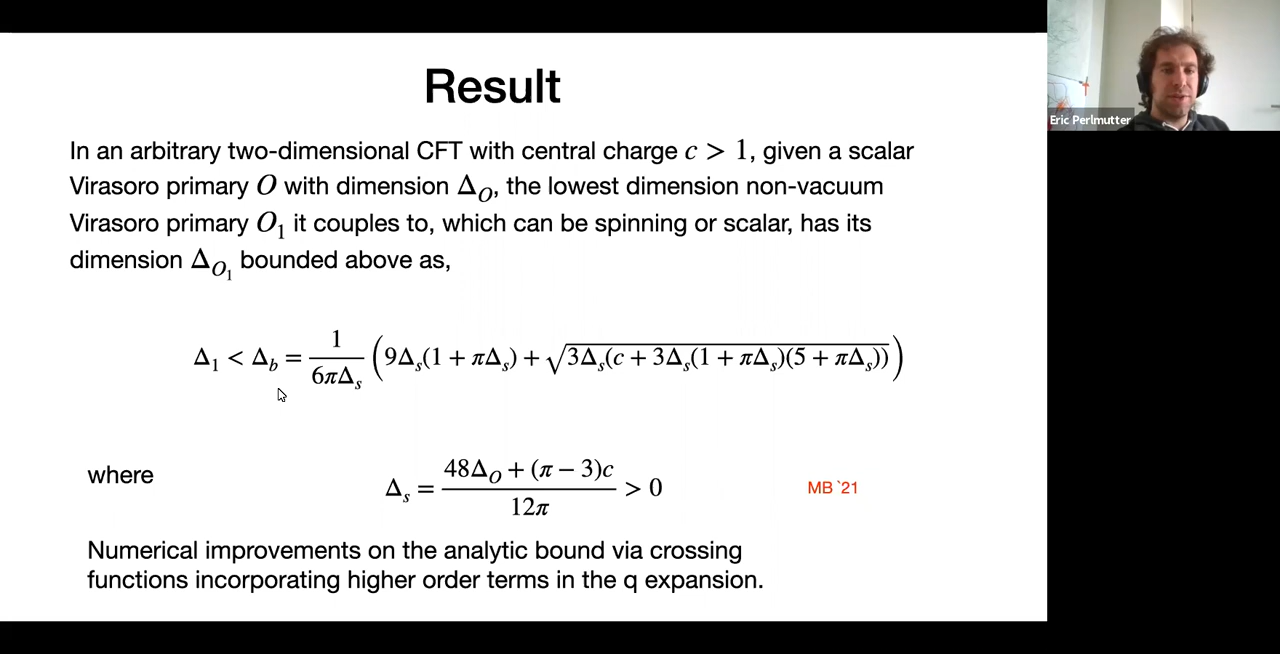 Result
In an arbitrary two-dimensional CFT with central charge c > 1, given a scalar
Virasoro primary O with dimension Δ_O, the lowest dimension non-vacuum
Virasoro primary O_1 it couples to, which can be spinning or scalar, has its
dimension Δ_{O_1} bounded above as,
Δ_1 < Δ_b = \frac{1}{6πΔ_s} (9Δ_s(1 + πΔ_s) + \sqrt{3Δ_s(c + 3Δ_s(1 + πΔ_s)(5 + πΔ_s))})
where Δ_s = \frac{48Δ_O + (π − 3)c}{12π} > 0 MB `21
Numerical improvements on the analytic bound via crossing
functions incorporating higher order terms in the q expansion.
Eric Perlmutter